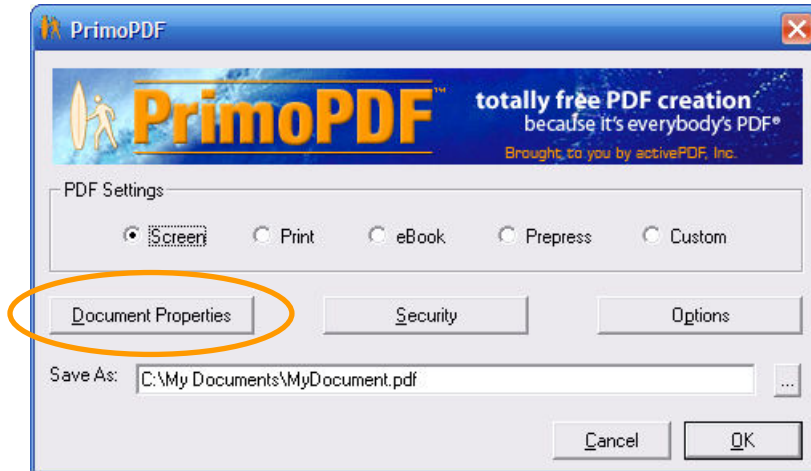 PrimoPDF
PrimoPDF™
totally free PDF creation
because it's everybody's PDF®
Brought to you by activePDF, Inc.
PDF Settings
Screen Print eBook Prepress Custom
Document Properties Security Options
Save As: C:\My Documents\MyDocument.pdf ...
Cancel OK